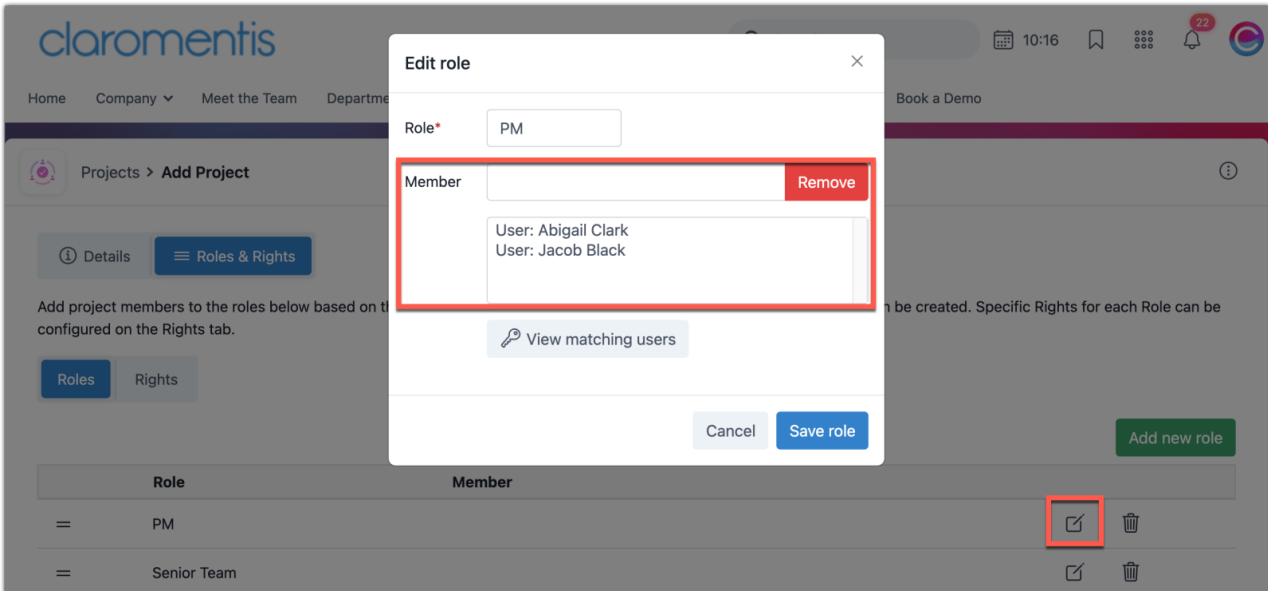 claromentis
10:16
22
Home Company Meet the Team Departme Book a Demo
Projects > Add Project
Details Roles & Rights
Add project members to the roles below based on th n be created. Specific Rights for each Role can be
configured on the Rights tab.
Roles Rights
Edit role
Role* PM
Member Remove
User: Abigail Clark
User: Jacob Black
View matching users
Cancel Save role
Add new role
Role Member
PM
Senior Team